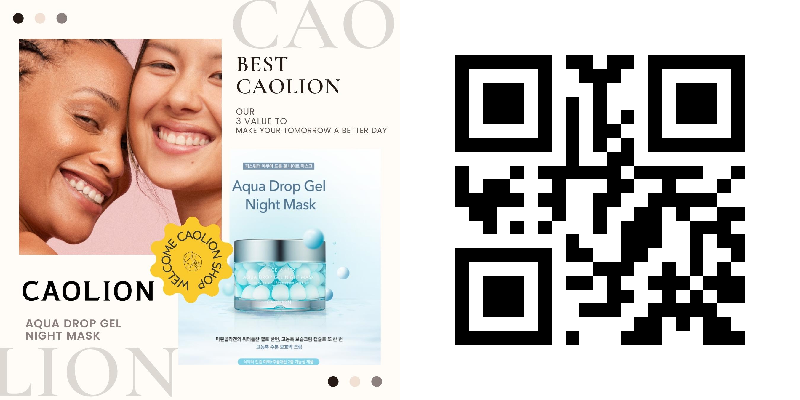 CAO
BEST
CAOLION
OUR
3 VALUE TO
MAKE YOUR TOMORROW A BETTER DAY
Aqua Drop Gel
Night Mask
WELCOME CAOLION SHOP
CAOLION
AQUA DROP GEL
NIGHT MASK
LION